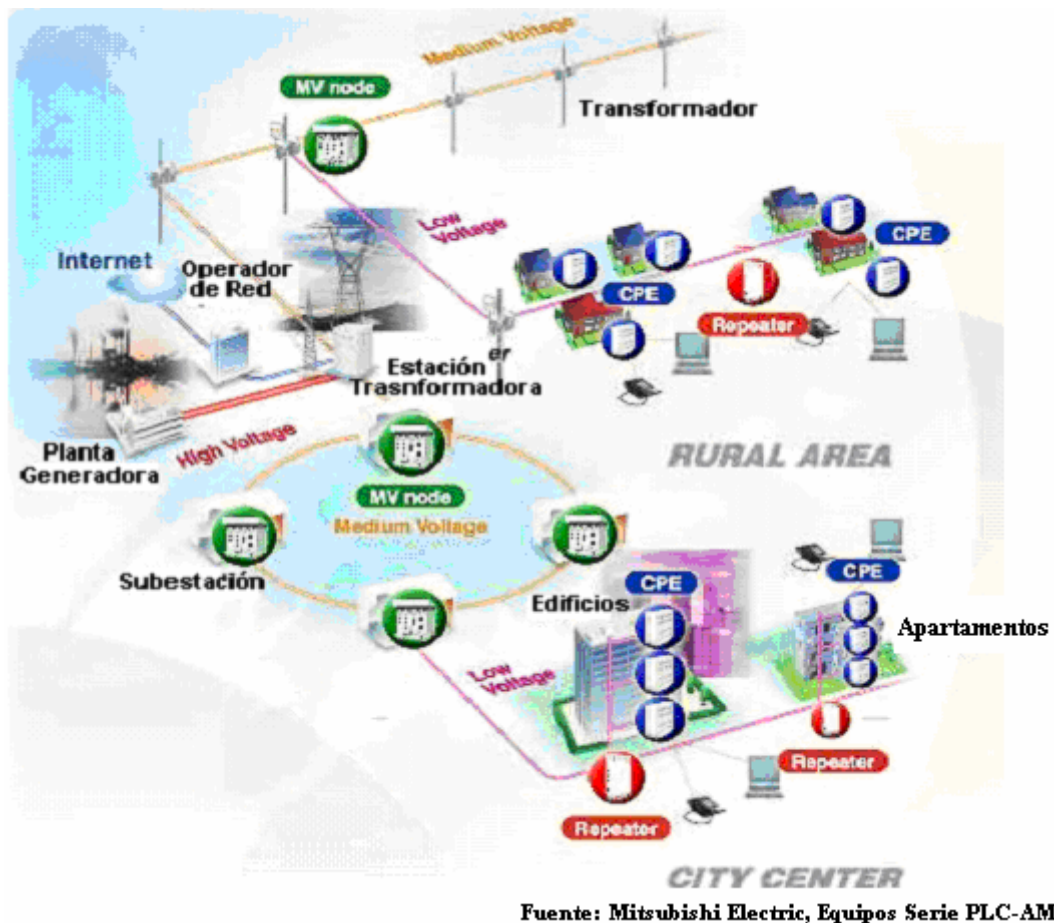 Medium Voltage
MV node
Transformador
Low
Voltage
CPE
Internet
Operador
de Red
CPE
Repeater
er
Estación
Trasnformadora
High Voltage
Planta
Generadora
RURAL AREA
MV node
Medium Voltage
Subestación
CPE
CPE
Edificios
Apartamentos
Low
Voltage
Repeater
Repeater
CITY CENTER
Fuente: Mitsubishi Electric, Equipos Serie PLC-AM